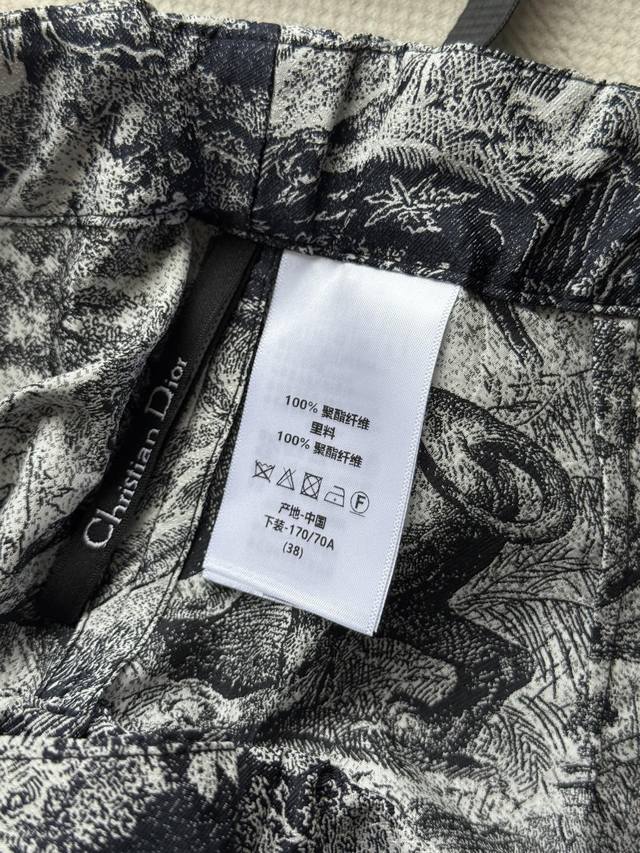 Christian Dior
100% 聚酯纤维
里料
100% 聚酯纤维
F
产地-中国
下装-170/70A
(38)